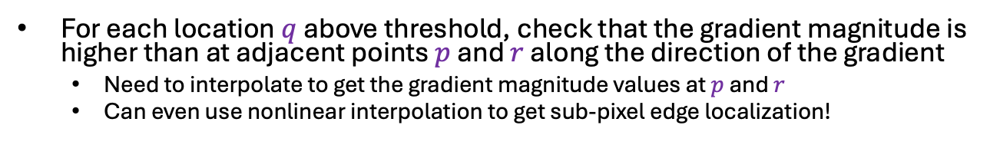 • For each location q above threshold, check that the gradient magnitude is
higher than at adjacent points p and r along the direction of the gradient
• Need to interpolate to get the gradient magnitude values at p and r
• Can even use nonlinear interpolation to get sub-pixel edge localization!